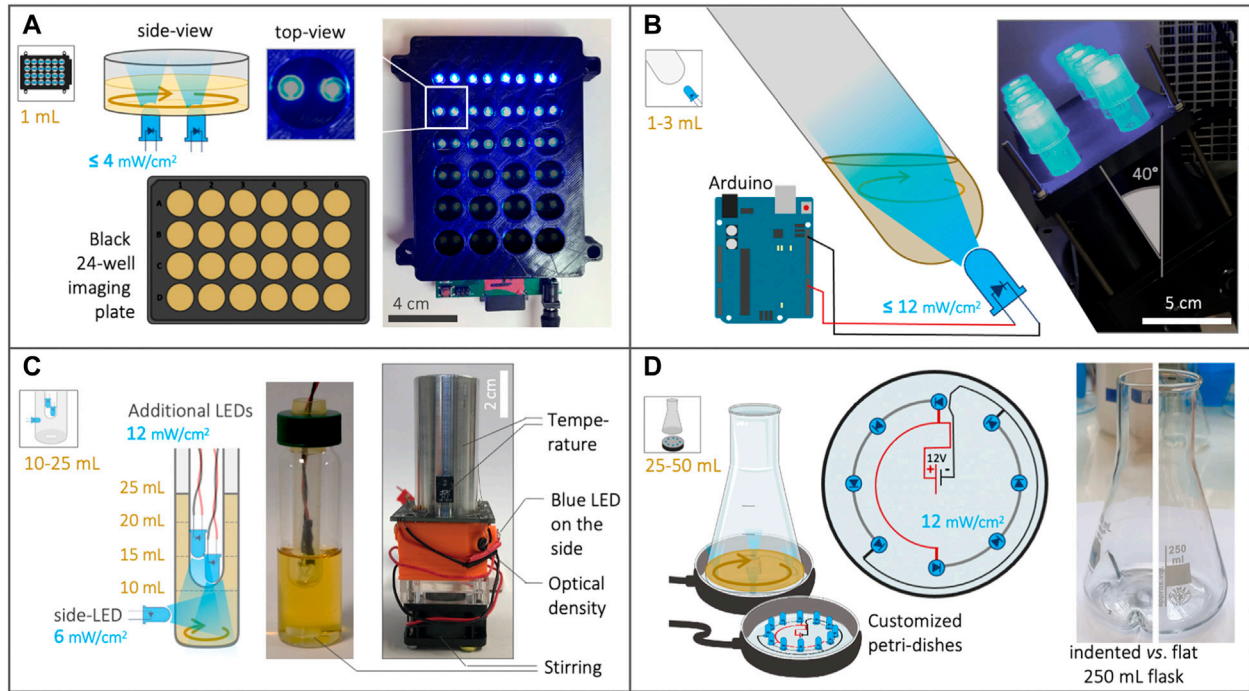 A
side-view
top-view
1 mL
≤ 4 mW/cm²
1 2 3 4 5 6
A
B
C
D
Black
24-well
imaging
plate
4 cm
B
1-3 mL
Arduino
≤ 12 mW/cm²
40°
5 cm
C
Additional LEDs
12 mW/cm²
10-25 mL
25 mL
20 mL
15 mL
10 mL
side-LED
6 mW/cm²
2 cm
Tempe-
rature
Blue LED
on the
side
Optical
density
Stirring
D
25-50 mL
12V
+ -
12 mW/cm²
Customized
petri-dishes
250
ml
indented vs. flat
250 mL flask